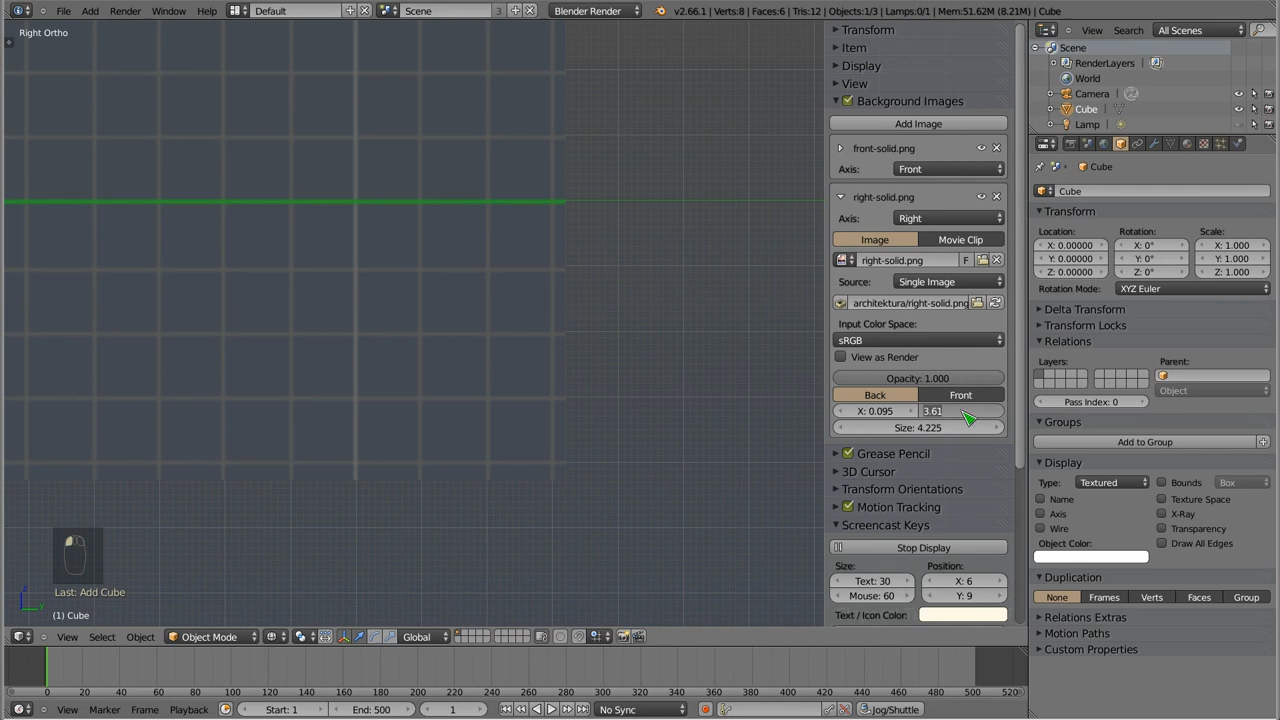 File Add Render Window Help Default Scene 3 Blender Render v2.66.1 | Verts:8 | Faces:6 | Tris:12 | Objects:1/3 | Lamps:0/1 | Mem:51.62M (8.21M) | Cube
Right Ortho
Last: Add Cube
(1) Cube
Transform
Item
Display
View
Background Images
Add Image
front-solid.png
Axis: Front
right-solid.png
Axis: Right
Image Movie Clip
right-solid.png F
Source: Single Image
architektura/right-solid.png
Input Color Space:
sRGB
View as Render
Opacity: 1.000
Back Front
X: 0.095 3.61
Size: 4.225
Grease Pencil
3D Cursor
Transform Orientations
Motion Tracking
Screencast Keys
Stop Display
Size: Position:
Text: 30 X: 6
Mouse: 60 Y: 9
Text / Icon Color:
View Search All Scenes
Scene
RenderLayers
World
Camera
Cube
Lamp
Cube
Cube
Transform
Location: Rotation: Scale:
X: 0.00000 X: 0° X: 1.000
Y: 0.00000 Y: 0° Y: 1.000
Z: 0.00000 Z: 0° Z: 1.000
Rotation Mode: XYZ Euler
Delta Transform
Transform Locks
Relations
Layers: Parent:
Object
Pass Index: 0
Groups
Add to Group
Display
Type: Textured Bounds Box
Name Texture Space
Axis X-Ray
Wire Transparency
Object Color: Draw All Edges
Duplication
None Frames Verts Faces Group
Relations Extras
Motion Paths
Custom Properties
View Select Object Object Mode Global
0 20 40 60 80 100 120 140 160 180 200 220 240 260 280 300 320 340 360 380 400 420 440 460 480 500 520
View Marker Frame Playback Start: 1 End: 500 1 No Sync Jog/Shuttle